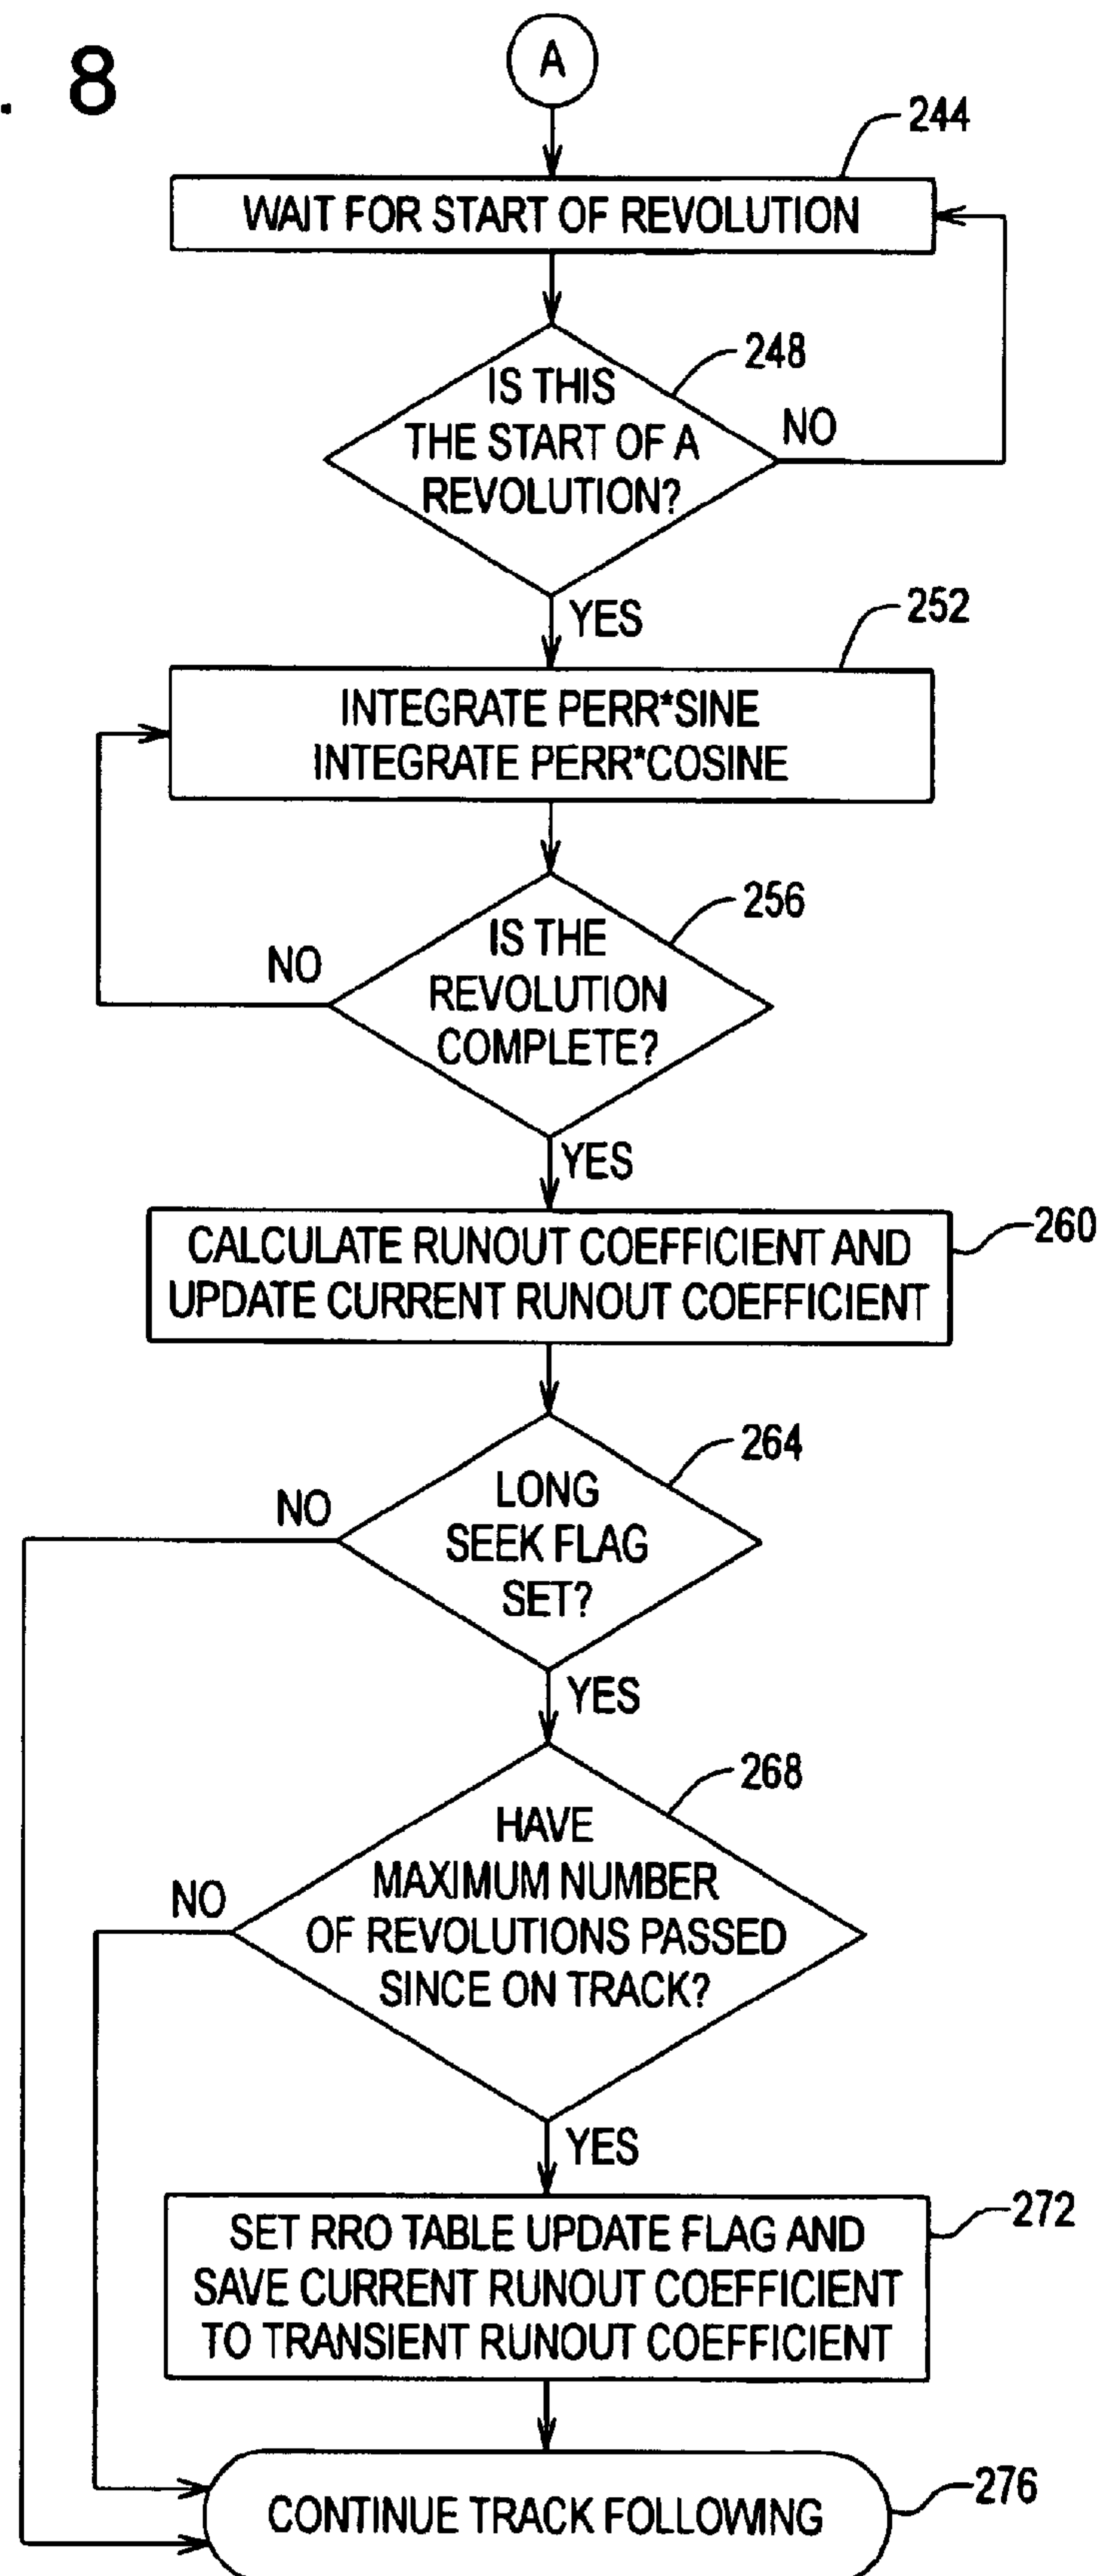 . 8
A
244
WAIT FOR START OF REVOLUTION
248
IS THIS
THE START OF A
REVOLUTION?
NO
YES
252
INTEGRATE PERR*SINE
INTEGRATE PERR*COSINE
256
IS THE
REVOLUTION
COMPLETE?
NO
YES
260
CALCULATE RUNOUT COEFFICIENT AND
UPDATE CURRENT RUNOUT COEFFICIENT
264
LONG
SEEK FLAG
SET?
NO
YES
268
HAVE
MAXIMUM NUMBER
OF REVOLUTIONS PASSED
SINCE ON TRACK?
NO
YES
272
SET RRO TABLE UPDATE FLAG AND
SAVE CURRENT RUNOUT COEFFICIENT
TO TRANSIENT RUNOUT COEFFICIENT
276
CONTINUE TRACK FOLLOWING